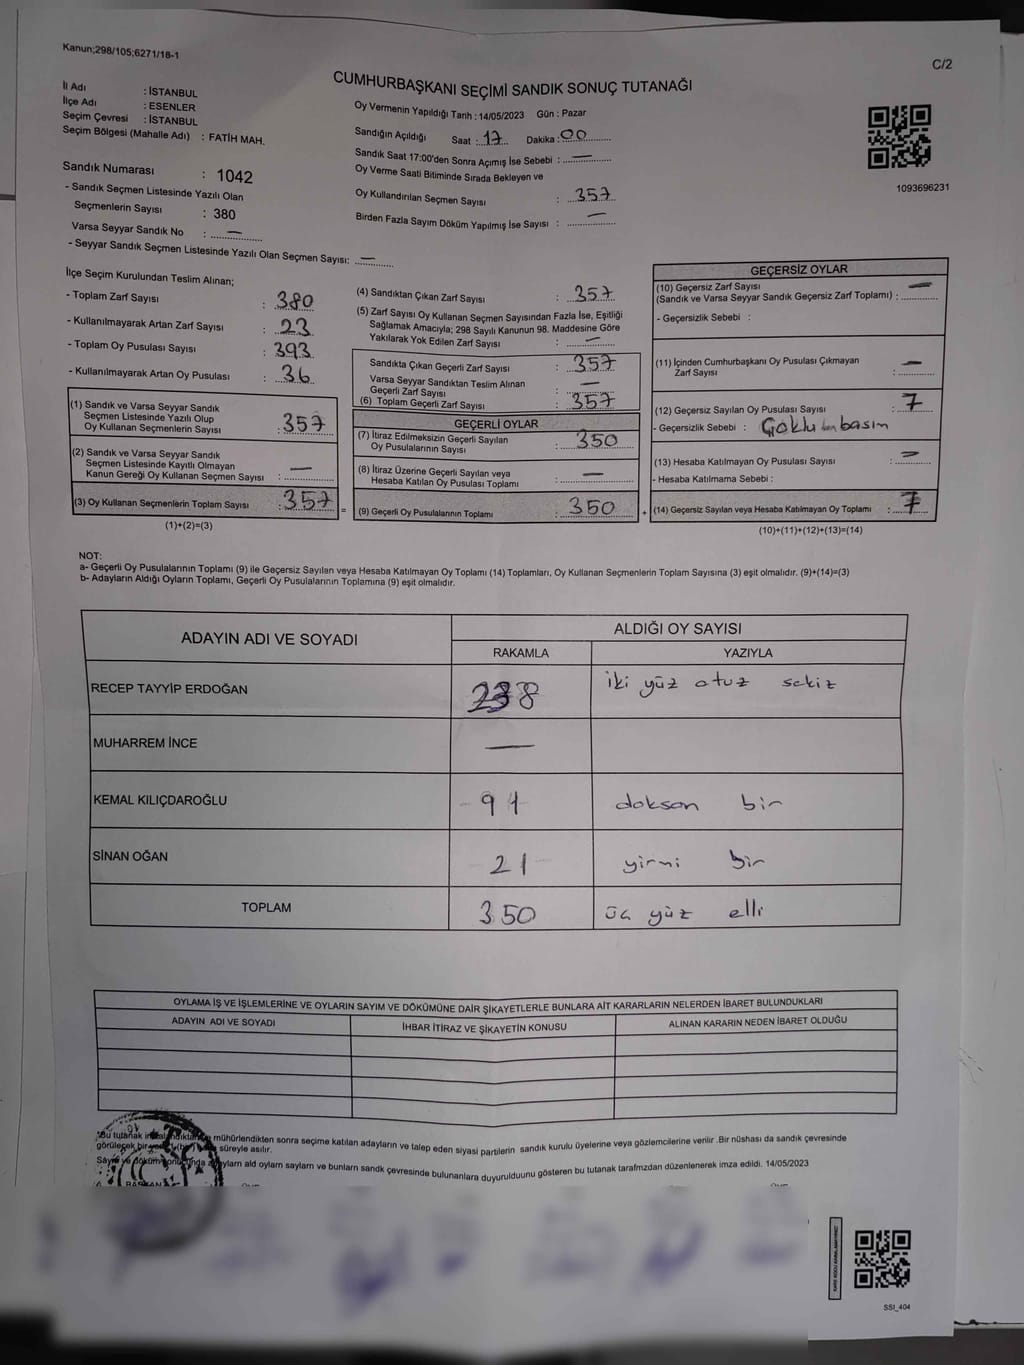 Kanun;298/105;6271/18-1
C/2
CUMHURBAŞKANI SEÇİMİ SANDIK SONUÇ TUTANAĞI
İl Adı : İSTANBUL
İlçe Adı : ESENLER
Seçim Çevresi : İSTANBUL
Seçim Bölgesi (Mahalle Adı) : FATİH MAH.
Oy Vermenin Yapıldığı Tarih : 14/05/2023 Gün : Pazar
Sandığın Açıldığı Saat : 17 Dakika : 00
Sandık Saat 17:00'den Sonra Açımış İse Sebebi : —
Oy Verme Saati Bitiminde Sırada Bekleyen ve
Oy Kullandırılan Seçmen Sayısı : 357
Birden Fazla Sayım Döküm Yapılmış İse Sayısı : —
1093696231
Sandık Numarası : 1042
- Sandık Seçmen Listesinde Yazılı Olan
Seçmenlerin Sayısı : 380
Varsa Seyyar Sandık No : —
- Seyyar Sandık Seçmen Listesinde Yazılı Olan Seçmen Sayısı: —
İlçe Seçim Kurulundan Teslim Alınan;
- Toplam Zarf Sayısı : 380
- Kullanılmayarak Artan Zarf Sayısı : 23
- Toplam Oy Pusulası Sayısı : 393
- Kullanılmayarak Artan Oy Pusulası : 36
(1) Sandık ve Varsa Seyyar Sandık
Seçmen Listesinde Yazılı Olup
Oy Kullanan Seçmenlerin Sayısı : 357
(2) Sandık ve Varsa Seyyar Sandık
Seçmen Listesinde Kayıtlı Olmayan
Kanun Gereği Oy Kullanan Seçmen Sayısı : —
(3) Oy Kullanan Seçmenlerin Toplam Sayısı : 357
(1)+(2)=(3)
=
(4) Sandıktan Çıkan Zarf Sayısı : 357
(5) Zarf Sayısı Oy Kullanan Seçmen Sayısından Fazla İse, Eşitliği
Sağlamak Amacıyla; 298 Sayılı Kanunun 98. Maddesine Göre
Yakılarak Yok Edilen Zarf Sayısı : —
Sandıkta Çıkan Geçerli Zarf Sayısı : 357
Varsa Seyyar Sandıktan Teslim Alınan
Geçerli Zarf Sayısı : —
(6) Toplam Geçerli Zarf Sayısı : 357
GEÇERLİ OYLAR
(7) İtiraz Edilmeksizin Geçerli Sayılan
Oy Pusulalarının Sayısı : 350
(8) İtiraz Üzerine Geçerli Sayılan veya
Hesaba Katılan Oy Pusulası Toplamı : —
(9) Geçerli Oy Pusulalarının Toplamı : 350
+
GEÇERSİZ OYLAR
(10) Geçersiz Zarf Sayısı
(Sandık ve Varsa Seyyar Sandık Geçersiz Zarf Toplamı) : —
- Geçersizlik Sebebi :
(11) İçinden Cumhurbaşkanı Oy Pusulası Çıkmayan
Zarf Sayısı : —
(12) Geçersiz Sayılan Oy Pusulası Sayısı : 7
- Geçersizlik Sebebi : basım
(13) Hesaba Katılmayan Oy Pusulası Sayısı : —
- Hesaba Katılmama Sebebi :
(14) Geçersiz Sayılan veya Hesaba Katılmayan Oy Toplamı : 7
(10)+(11)+(12)+(13)=(14)
NOT:
a- Geçerli Oy Pusulalarının Toplamı (9) ile Geçersiz Sayılan veya Hesaba Katılmayan Oy Toplamı (14) Toplamları, Oy Kullanan Seçmenlerin Toplam Sayısına (3) eşit olmalıdır. (9)+(14)=(3)
b- Adayların Aldığı Oyların Toplamı, Geçerli Oy Pusulalarının Toplamına (9) eşit olmalıdır.
ADAYIN ADI VE SOYADI
ALDIĞI OY SAYISI
RAKAMLA YAZIYLA
RECEP TAYYİP ERDOĞAN 238 iki yüz otuz sekiz
MUHARREM İNCE —
KEMAL KILIÇDAROĞLU 91 doksan bir
SİNAN OĞAN 21 yirmi bir
TOPLAM 350 üç yüz elli
OYLAMA İŞ VE İŞLEMLERİNE VE OYLARIN SAYIM VE DÖKÜMÜNE DAİR ŞİKAYETLERLE BUNLARA AİT KARARLARIN NELERDEN İBARET BULUNDUKLARI
ADAYIN ADI VE SOYADI İHBAR İTİRAZ VE ŞİKAYETİN KONUSU ALINAN KARARIN NEDEN İBARET OLDUĞU
*Bu tutanak mühürlendikten sonra seçime katılan adayların ve talep eden siyasi partilerin sandık kurulu üyelerine veya gözlemcilerine verilir .Bir nüshası da sandık çevresinde
görülecek bir süreyle asılır.
ald oyların sayılarn ve bunların sandk çevresinde bulunanlara duyurulduunu gösteren bu tutanak tarafmzdan düzenlenerek imza edildi. 14/05/2023
BAŞKAN
SSI_404